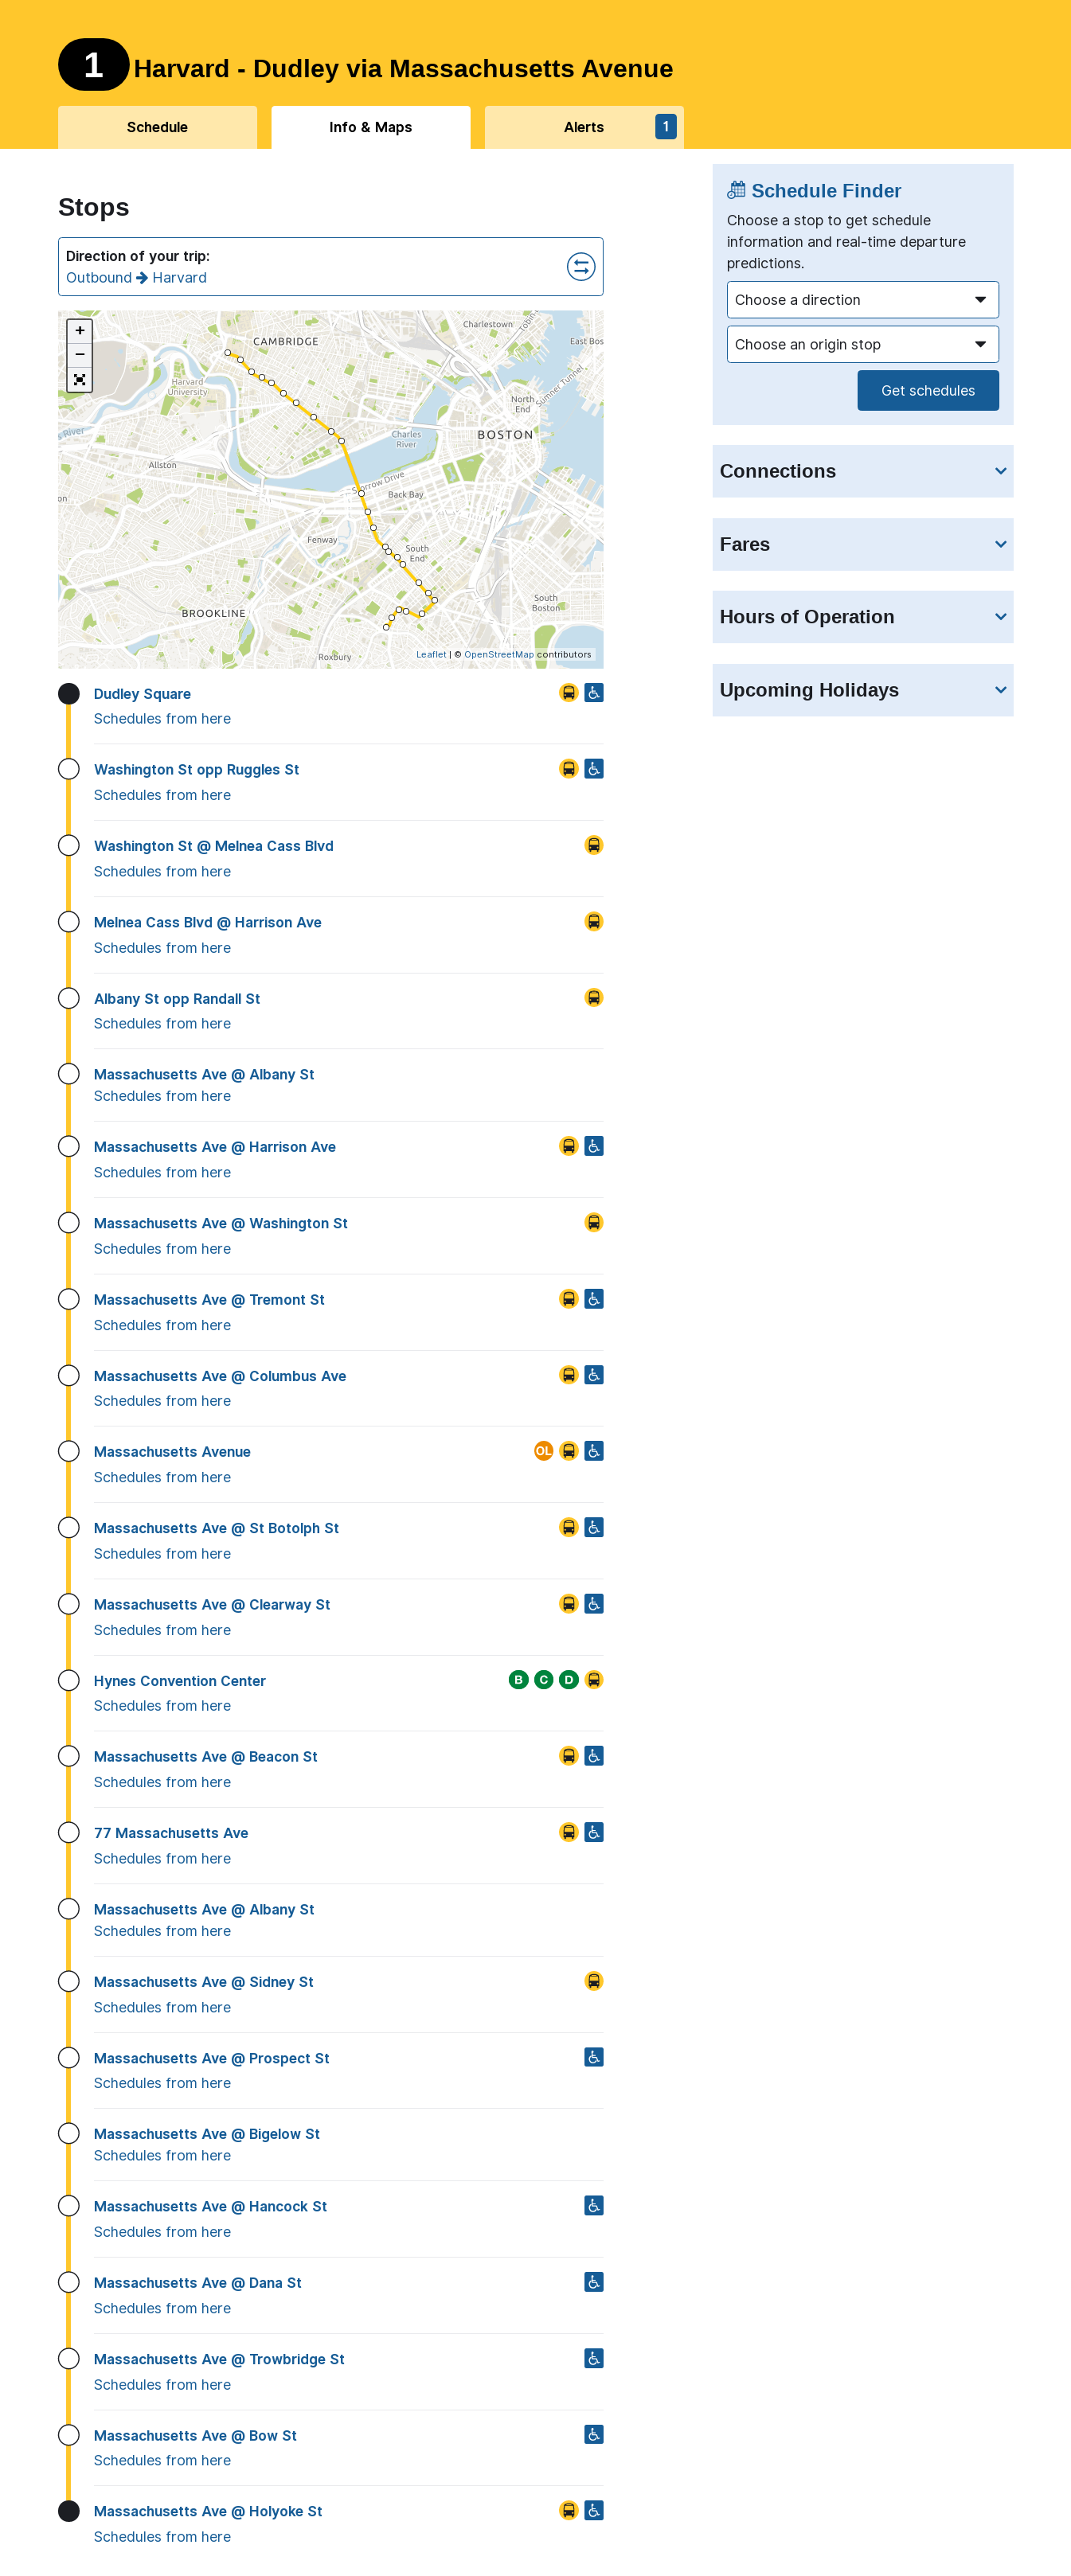 1 Harvard - Dudley via Massachusetts Avenue
Schedule
Info & Maps
Alerts
1
Stops
Direction of your trip:
Outbound → Harvard
+
−
CAMBRIDGE
Charlestown
East Bos
Harvard
University
Sumner Tunnel
North
End
BOSTON
Charles
River
River
Allston
Storrow Drive
Back Bay
Fenway
South
End
BROOKLINE
South
Boston
Roxbury
Leaflet | © OpenStreetMap contributors
Dudley Square
Schedules from here
Washington St opp Ruggles St
Schedules from here
Washington St @ Melnea Cass Blvd
Schedules from here
Melnea Cass Blvd @ Harrison Ave
Schedules from here
Albany St opp Randall St
Schedules from here
Massachusetts Ave @ Albany St
Schedules from here
Massachusetts Ave @ Harrison Ave
Schedules from here
Massachusetts Ave @ Washington St
Schedules from here
Massachusetts Ave @ Tremont St
Schedules from here
Massachusetts Ave @ Columbus Ave
Schedules from here
Massachusetts Avenue OL
Schedules from here
Massachusetts Ave @ St Botolph St
Schedules from here
Massachusetts Ave @ Clearway St
Schedules from here
Hynes Convention Center B C D
Schedules from here
Massachusetts Ave @ Beacon St
Schedules from here
77 Massachusetts Ave
Schedules from here
Massachusetts Ave @ Albany St
Schedules from here
Massachusetts Ave @ Sidney St
Schedules from here
Massachusetts Ave @ Prospect St
Schedules from here
Massachusetts Ave @ Bigelow St
Schedules from here
Massachusetts Ave @ Hancock St
Schedules from here
Massachusetts Ave @ Dana St
Schedules from here
Massachusetts Ave @ Trowbridge St
Schedules from here
Massachusetts Ave @ Bow St
Schedules from here
Massachusetts Ave @ Holyoke St
Schedules from here
Schedule Finder
Choose a stop to get schedule
information and real-time departure
predictions.
Choose a direction
Choose an origin stop
Get schedules
Connections
Fares
Hours of Operation
Upcoming Holidays